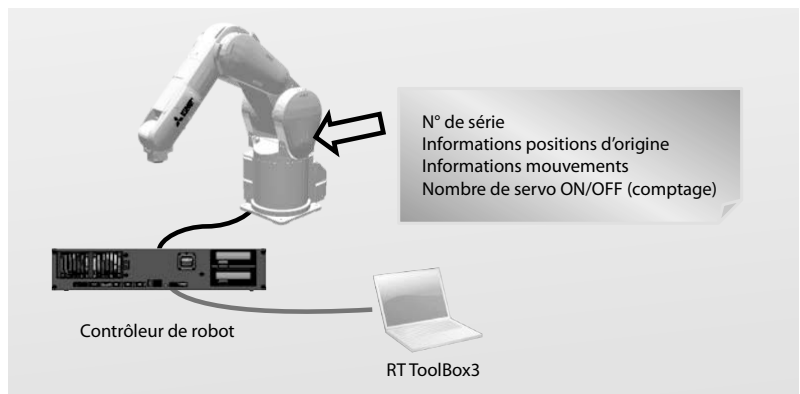 N° de série
Informations positions d’origine
Informations mouvements
Nombre de servo ON/OFF (comptage)
Contrôleur de robot
RT ToolBox3